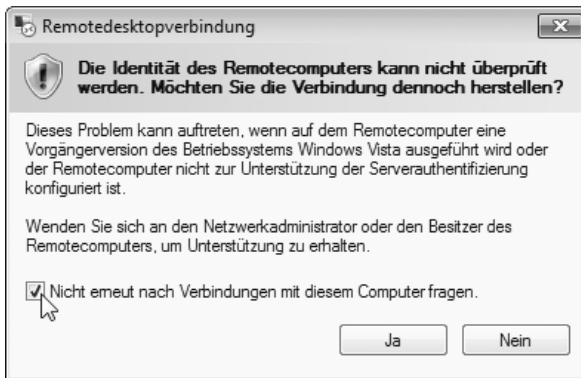 Remotedesktopverbindung
Die Identität des Remotecomputers kann nicht überprüft
werden. Möchten Sie die Verbindung dennoch herstellen?
Dieses Problem kann auftreten, wenn auf dem Remotecomputer eine
Vorgängerversion des Betriebssystems Windows Vista ausgeführt wird oder
der Remotecomputer nicht zur Unterstützung der Serverauthentifizierung
konfiguriert ist.
Wenden Sie sich an den Netzwerkadministrator oder den Besitzer des
Remotecomputers, um Unterstützung zu erhalten.
Nicht erneut nach Verbindungen mit diesem Computer fragen.
Ja
Nein